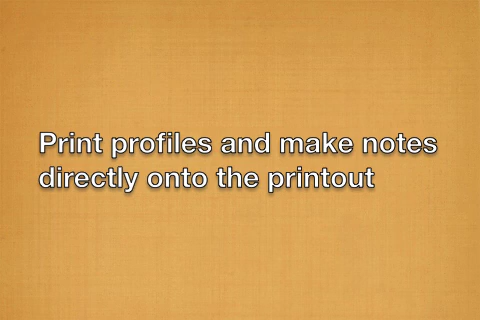 Print profiles and make notes
directly onto the printout